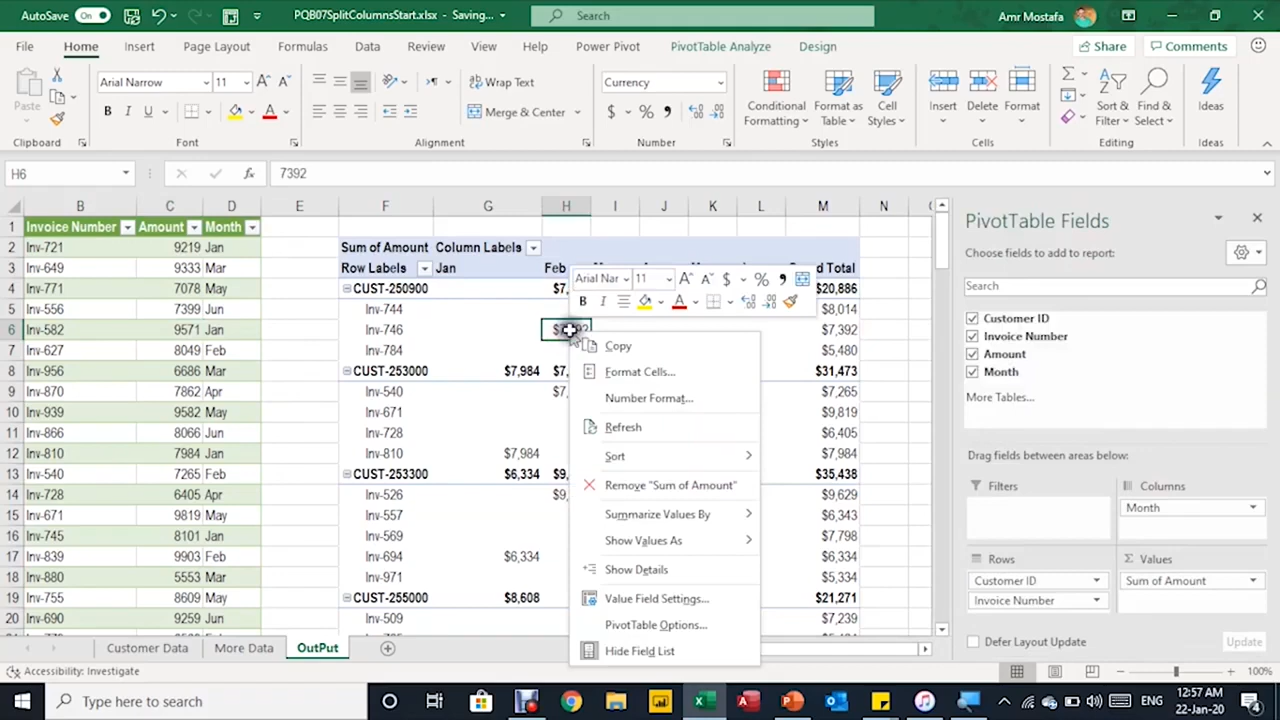 AutoSave On PQB07SplitColumnsStart.xlsx - Saving... Search Amr Mostafa
File Home Insert Page Layout Formulas Data Review View Help Power Pivot PivotTable Analyze Design Share Comments
Arial Narrow 11 Wrap Text Currency
Paste B I U Merge & Center Conditional Formatting Format as Table Cell Styles Insert Delete Format Sort & Filter Find & Select Ideas
Clipboard Font Alignment Number Styles Cells Editing Ideas
H6 fx 7392
B C D E F G H I J K L M N
1 Invoice Number Amount Month
2 Inv-721 9219 Jan Sum of Amount Column Labels
3 Inv-649 9333 Mar Row Labels Jan Feb Total
4 Inv-771 7078 May CUST-250900 $20,886
5 Inv-556 7399 Jun Inv-744 $8,014
6 Inv-582 9571 Jan Inv-746 $7,392
7 Inv-627 8049 Feb Inv-784 $5,480
8 Inv-956 6686 Mar CUST-253000 $7,984 $31,473
9 Inv-870 7862 Apr Inv-540 $7,265
10 Inv-939 9582 May Inv-671 $9,819
11 Inv-866 8066 Jan Inv-728 $6,405
12 Inv-810 7984 Jan Inv-810 $7,984 $7,984
13 Inv-540 7265 Feb CUST-253300 $6,334 $35,438
14 Inv-728 6405 Apr Inv-526 $9,629
15 Inv-671 9819 May Inv-557 $6,343
16 Inv-745 8101 Jan Inv-569 $7,798
17 Inv-839 9903 Feb Inv-694 $6,334 $6,334
18 Inv-880 5553 Mar Inv-971 $5,334
19 Inv-755 8609 May CUST-255000 $8,608 $21,271
20 Inv-690 9259 Jun Inv-509 $7,239
Arial Nar 11
B I
Copy
Format Cells...
Number Format...
Refresh
Sort
Remove "Sum of Amount"
Summarize Values By
Show Values As
Show Details
Value Field Settings...
PivotTable Options...
Hide Field List
PivotTable Fields
Choose fields to add to report:
Search
Customer ID
Invoice Number
Amount
Month
More Tables...
Drag fields between areas below:
Filters Columns
Month
Rows Σ Values
Customer ID Sum of Amount
Invoice Number
Defer Layout Update Update
Customer Data More Data OutPut
Accessibility: Investigate 100%
Type here to search ENG 12:57 AM
22-Jan-20 4